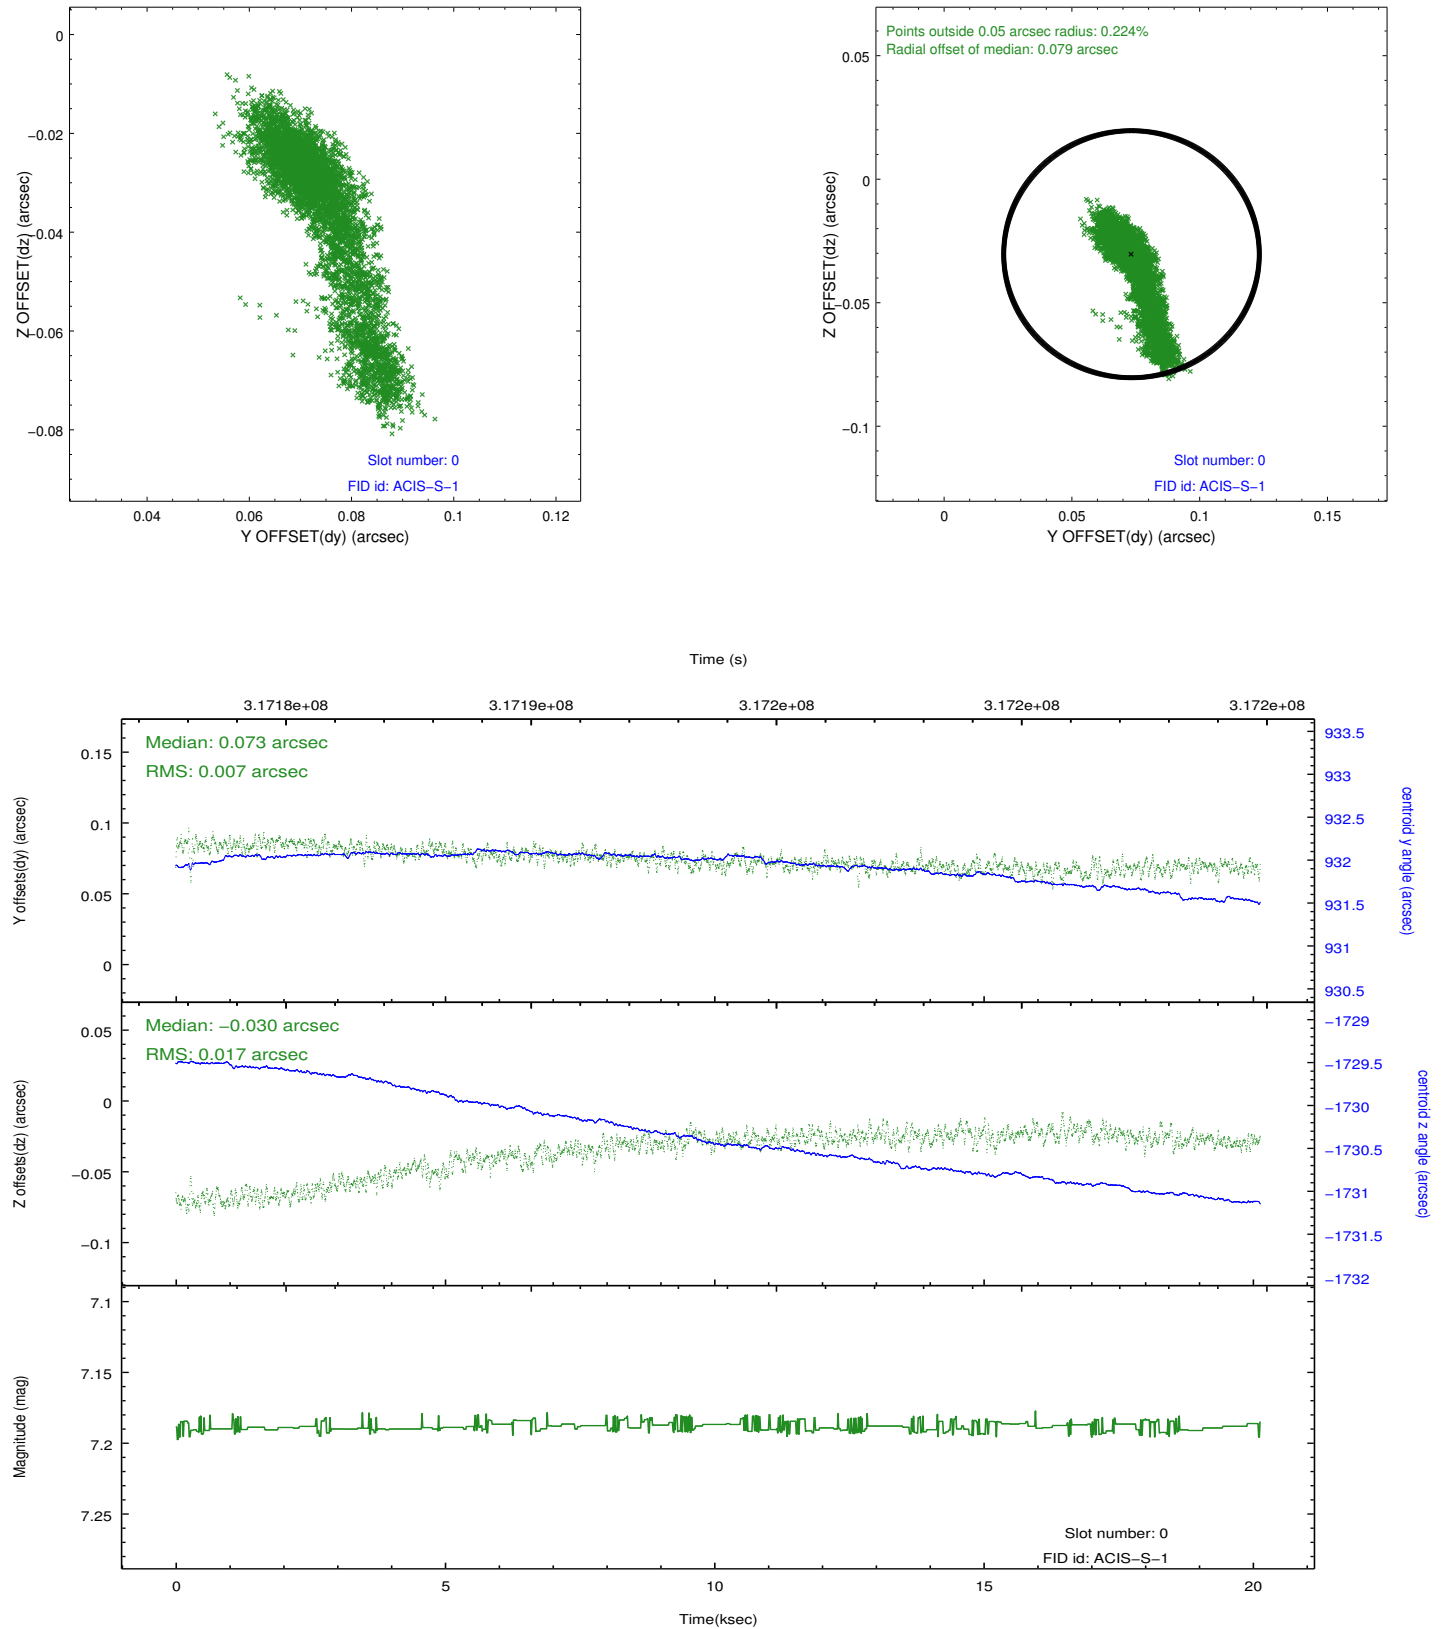 0
−0.02
−0.04
−0.06
−0.08
Z OFFSET(dz) (arcsec)
Slot number: 0
FID id: ACIS−S−1
0.04
0.06
0.08
0.1
0.12
Y OFFSET(dy) (arcsec)
Points outside 0.05 arcsec radius: 0.224%
Radial offset of median: 0.079 arcsec
0.05
0
−0.05
−0.1
Z OFFSET(dz) (arcsec)
Slot number: 0
FID id: ACIS−S−1
0
0.05
0.1
0.15
Y OFFSET(dy) (arcsec)
Time (s)
3.1718e+08
3.1719e+08
3.172e+08
3.172e+08
3.172e+08
Median: 0.073 arcsec
RMS: 0.007 arcsec
0.15
0.1
0.05
0
Y offsets(dy) (arcsec)
933.5
933
932.5
932
931.5
931
930.5
centroid y angle (arcsec)
Median: −0.030 arcsec
RMS: 0.017 arcsec
0.05
0
−0.05
−0.1
Z offsets(dz) (arcsec)
−1729
−1729.5
−1730
−1730.5
−1731
−1731.5
−1732
centroid z angle (arcsec)
7.1
7.15
7.2
7.25
Magnitude (mag)
Slot number: 0
FID id: ACIS−S−1
0
5
10
15
20
Time(ksec)